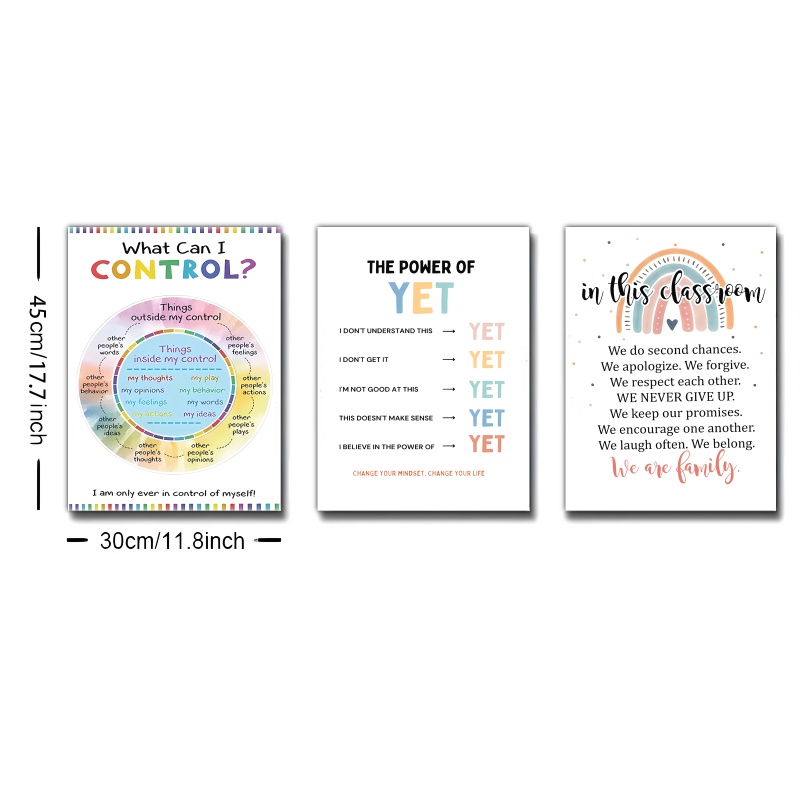 45cm/17.7inch
30cm/11.8inch
What Can I
CONTROL?
Things
outside my control
other
people's
words
other
people's
feelings
other
people's
behavior
other
people's
actions
other
people's
ideas
other
people's
plays
other
people's
thoughts
other
people's
opinions
Things
inside my control
my thoughts
my play
my opinions
my behavior
my feelings
my words
my actions
my ideas
I am only ever in control of myself!
THE POWER OF
YET
I DON'T UNDERSTAND THIS → YET
I DON'T GET IT → YET
I'M NOT GOOD AT THIS → YET
THIS DOESN'T MAKE SENSE → YET
I BELIEVE IN THE POWER OF → YET
CHANGE YOUR MINDSET, CHANGE YOUR LIFE
in this classroom
We do second chances.
We apologize. We forgive.
We respect each other.
WE NEVER GIVE UP.
We keep our promises.
We encourage one another.
We laugh often. We belong.
We are family.